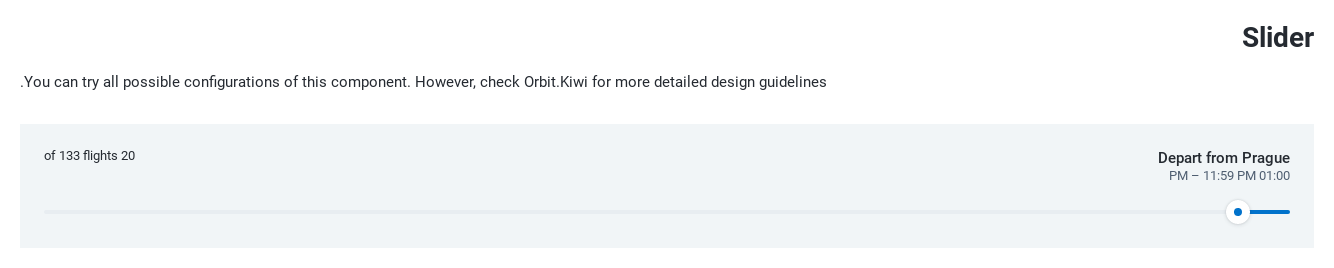 Slider
.You can try all possible configurations of this component. However, check Orbit.Kiwi for more detailed design guidelines
Depart from Prague
of 133 flights 20
PM – 11:59 PM 01:00